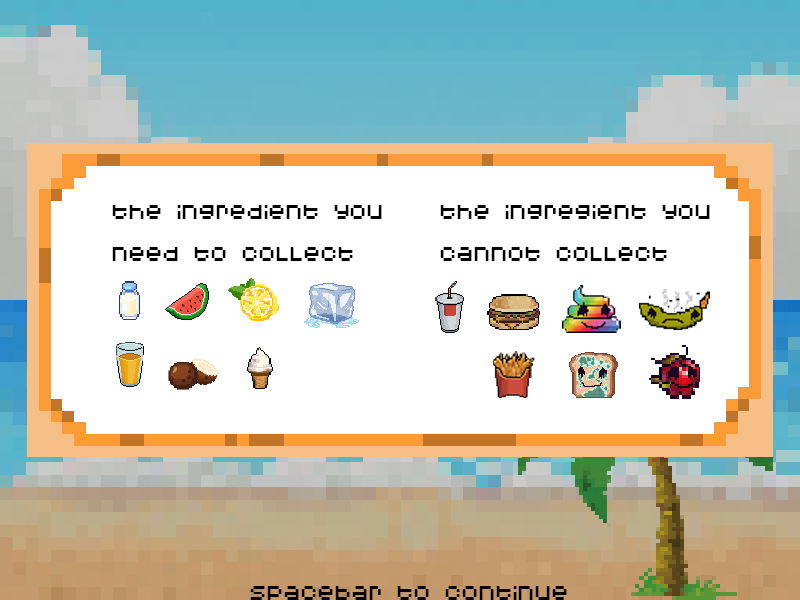 the ingredient you
need to collect
the ingregient you
cannot collect
spacebar to continue